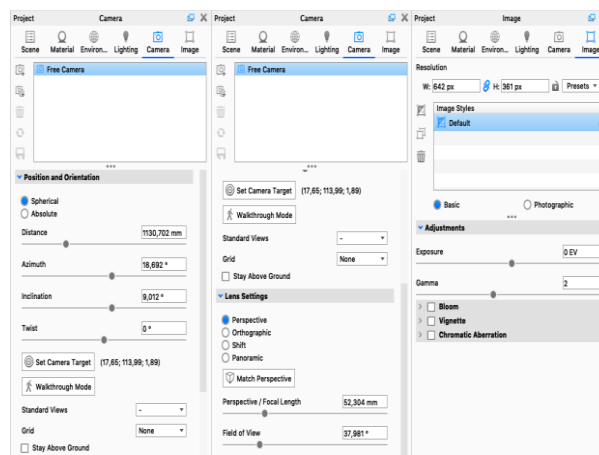 Project Camera
Scene Material Environ... Lighting Camera Image
Free Camera
Position and Orientation
Spherical
Absolute
Distance 1130,702 mm
Azimuth 18,692 °
Inclination 9,012 °
Twist 0 °
Set Camera Target (17,65; 113,99; 1,89)
Walkthrough Mode
Standard Views -
Grid None
Stay Above Ground
Project Camera
Scene Material Environ... Lighting Camera Image
Free Camera
Set Camera Target (17,65; 113,99; 1,89)
Walkthrough Mode
Standard Views -
Grid None
Stay Above Ground
Lens Settings
Perspective
Orthographic
Shift
Panoramic
Match Perspective
Perspective / Focal Length 52,304 mm
Field of View 37,981 °
Project Image
Scene Material Environ... Lighting Camera Image
Resolution
W: 642 px H: 361 px Presets
Image Styles
Default
Basic Photographic
Adjustments
Exposure 0 EV
Gamma 2
Bloom
Vignette
Chromatic Aberration